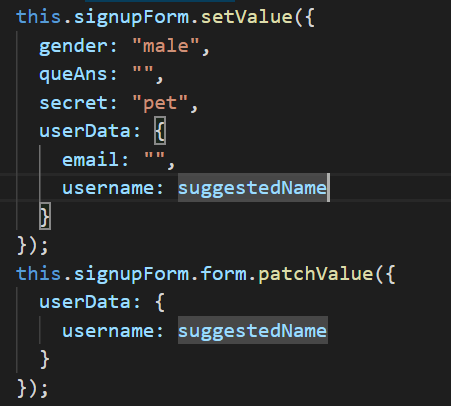 this.signupForm.setValue({
gender: "male",
queAns: "",
secret: "pet",
userData: {
email: "",
username: suggestedName
}
});
this.signupForm.form.patchValue({
userData: {
username: suggestedName
}
});